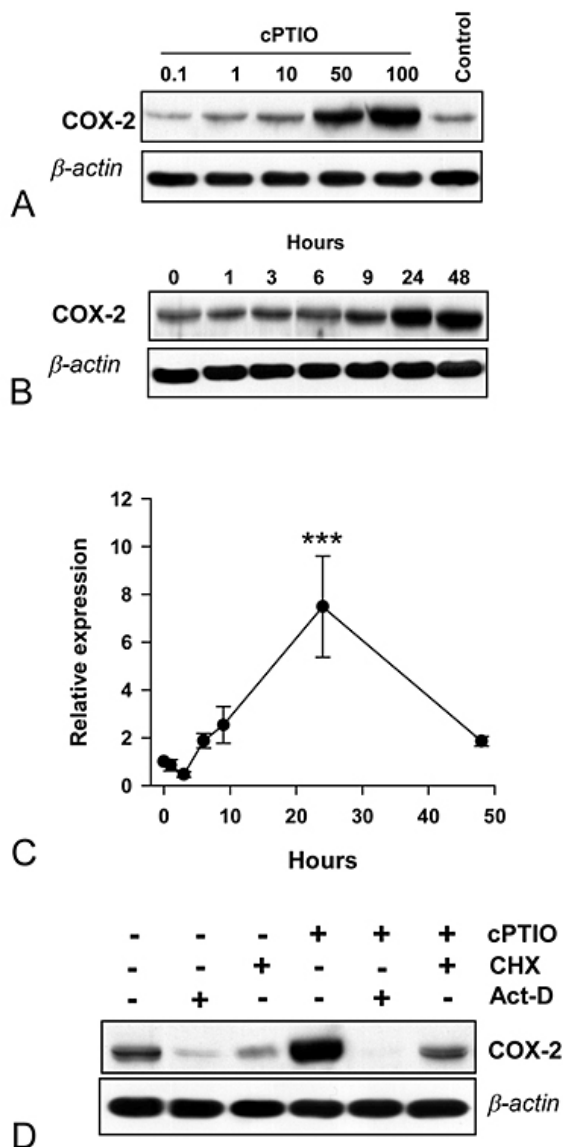 cPTIO
0.1 1 10 50 100 Control
COX-2
β-actin
A
Hours
0 1 3 6 9 24 48
COX-2
β-actin
B
12
10
8
6
4
2
0
Relative expression
***
0 10 20 30 40 50
Hours
C
- - - + + + cPTIO
- - + - - + CHX
- + - - + - Act-D
COX-2
β-actin
D